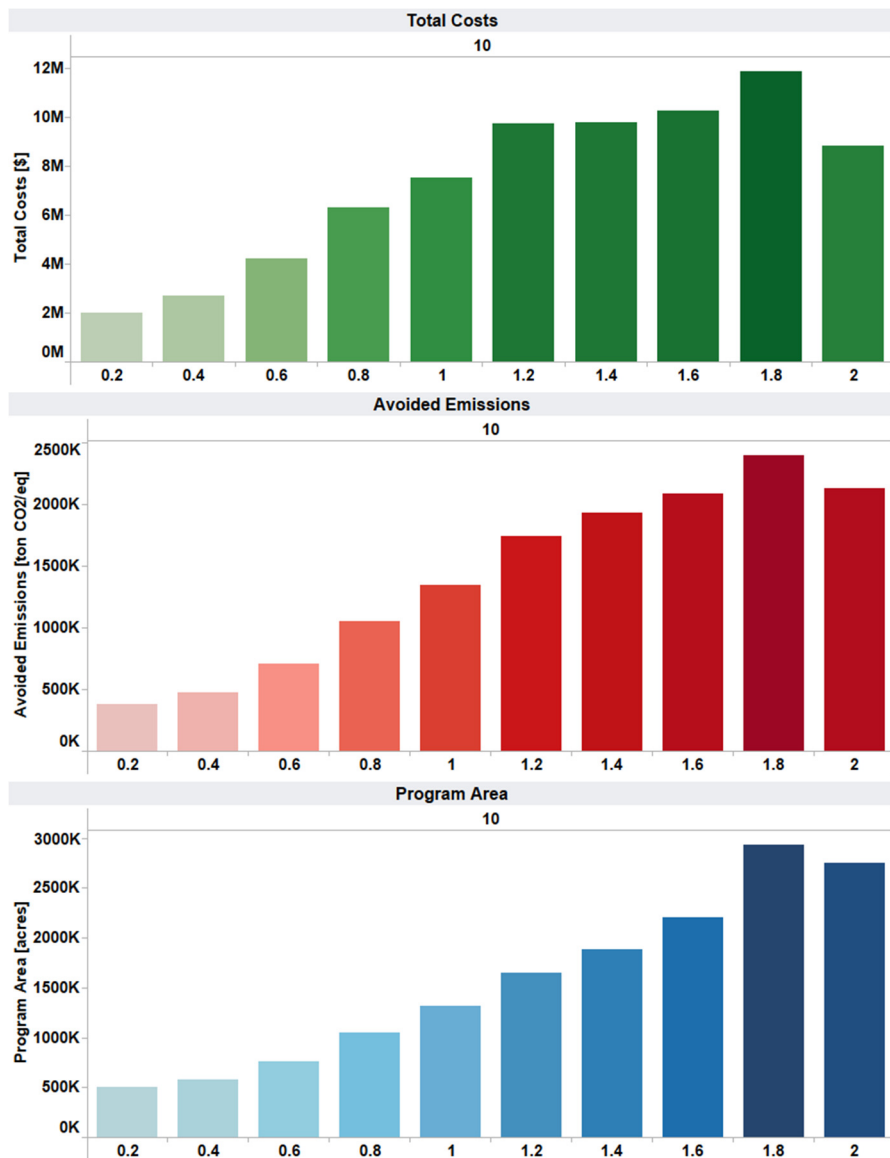 Total Costs
10
Total Costs [$]
12M
10M
8M
6M
4M
2M
0M
0.2 0.4 0.6 0.8 1 1.2 1.4 1.6 1.8 2
Avoided Emissions
10
Avoided Emissions [ton CO2/eq]
2500K
2000K
1500K
1000K
500K
0K
0.2 0.4 0.6 0.8 1 1.2 1.4 1.6 1.8 2
Program Area
10
Program Area [acres]
3000K
2500K
2000K
1500K
1000K
500K
0K
0.2 0.4 0.6 0.8 1 1.2 1.4 1.6 1.8 2